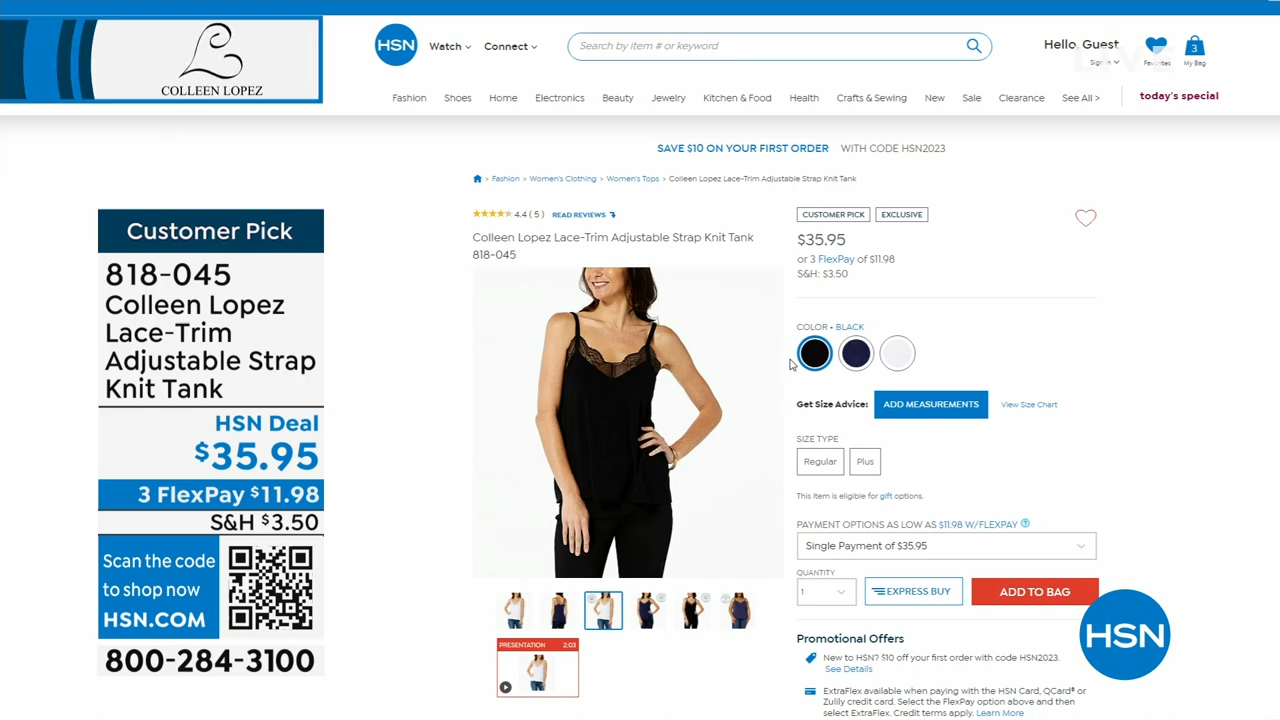 COLLEEN LOPEZ
HSN
Watch
Connect
Search by item # or keyword
Hello, Guest
Favorites
3
My Bag
Fashion
Shoes
Home
Electronics
Beauty
Jewelry
Kitchen & Food
Health
Crafts & Sewing
New
Sale
Clearance
See All >
today's special
SAVE $10 ON YOUR FIRST ORDER WITH CODE HSN2023
> Fashion > Women's Clothing > Women's Tops > Colleen Lopez Lace-Trim Adjustable Strap Knit Tank
Customer Pick
818-045
Colleen Lopez
Lace-Trim
Adjustable Strap
Knit Tank
HSN Deal
$35.95
3 FlexPay $11.98
S&H $3.50
Scan the code
to shop now
HSN.COM
800-284-3100
4.4 ( 5 ) READ REVIEWS
Colleen Lopez Lace-Trim Adjustable Strap Knit Tank
818-045
PRESENTATION 2:03
CUSTOMER PICK
EXCLUSIVE
$35.95
or 3 FlexPay of $11.98
S&H: $3.50
COLOR • BLACK
Get Size Advice: ADD MEASUREMENTS View Size Chart
SIZE TYPE
Regular
Plus
This item is eligible for gift options.
PAYMENT OPTIONS AS LOW AS $11.98 W/FLEXPAY ?
Single Payment of $35.95
QUANTITY
1
EXPRESS BUY
ADD TO BAG
Promotional Offers
New to HSN? $10 off your first order with code HSN2023.
See Details
ExtraFlex available when paying with the HSN Card, QCard® or
Zulily credit card. Select the FlexPay option above and then
select ExtraFlex. Credit terms apply. Learn More
HSN